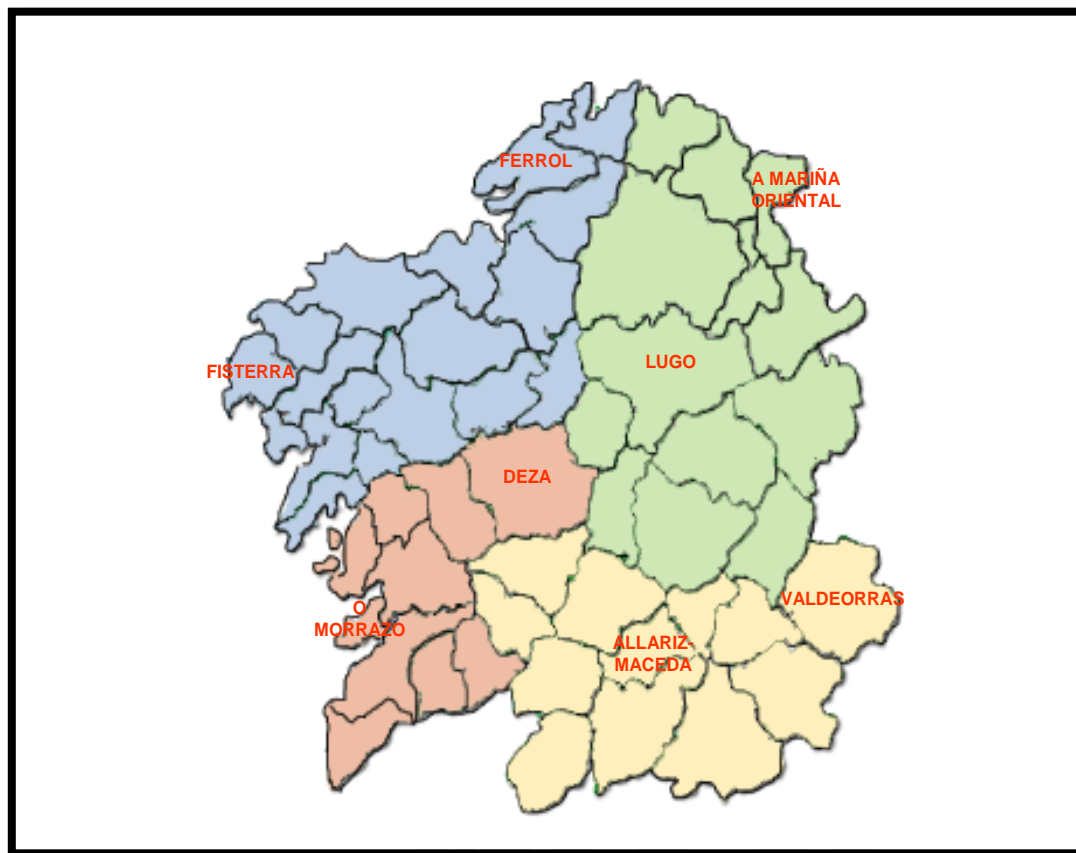 FERROL
A MARIÑA
ORIENTAL
FISTERRA
LUGO
DEZA
O
MORRAZO
VALDEORRAS
ALLARIZ-
MACEDA